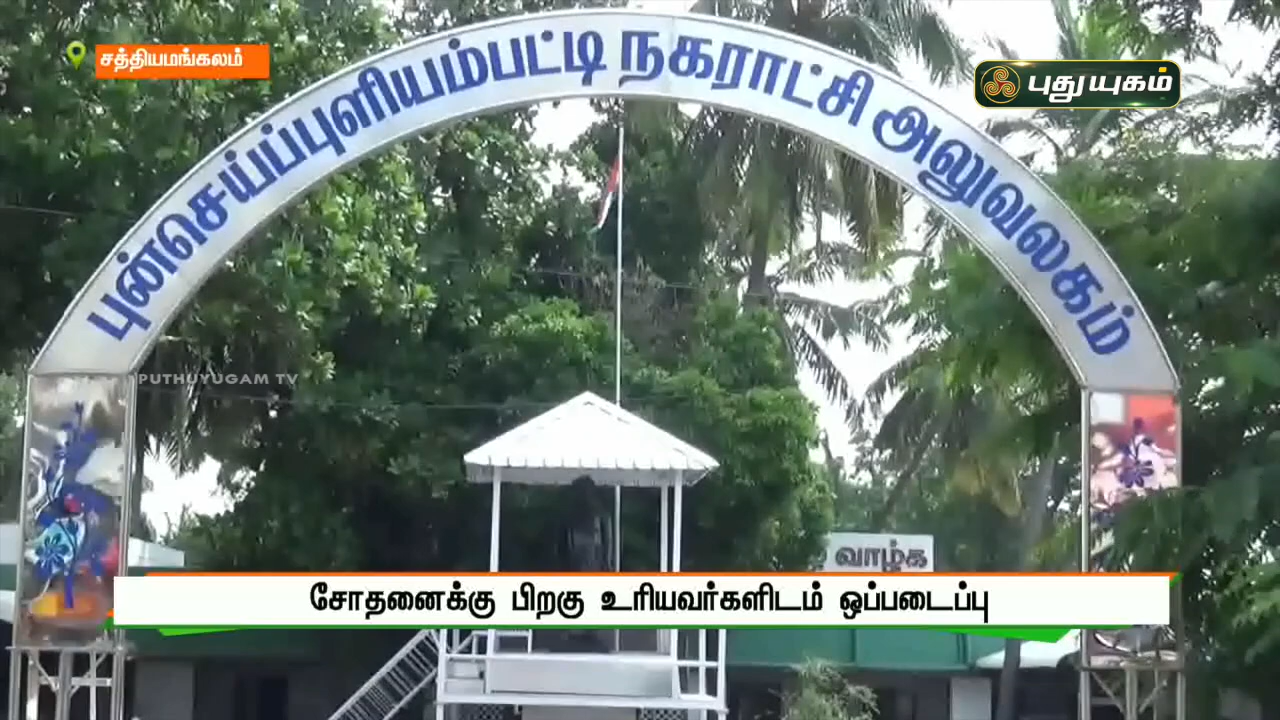 சத்தியமங்கலம்
புதுயுகம்
புன்செய்ப்புளியம்பட்டி நகராட்சி அலுவலகம்
PUTHUYUGAM TV
வாழ்க
சோதனைக்கு பிறகு உரியவர்களிடம் ஒப்படைப்பு